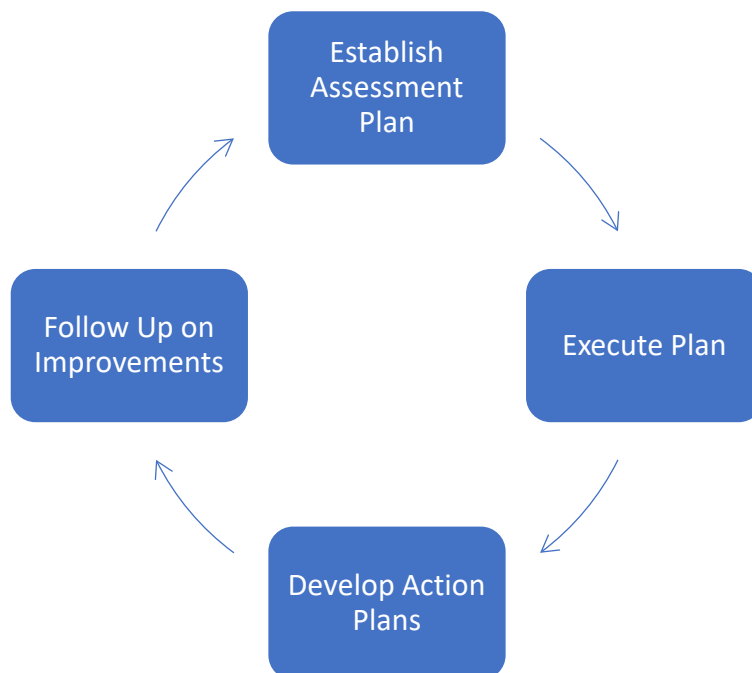 Establish
Assessment
Plan
Execute Plan
Develop Action
Plans
Follow Up on
Improvements